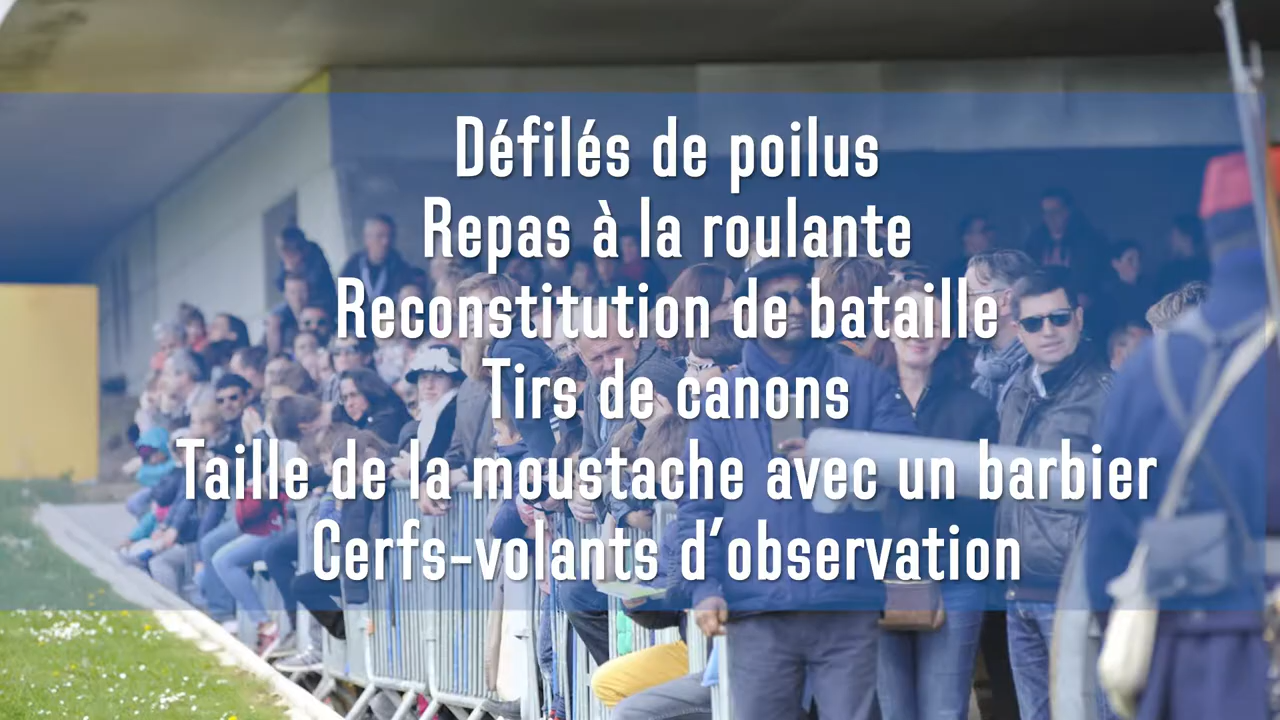 Défilés de poilus
Repas à la roulante
Reconstitution de bataille
Tirs de canons
Taille de la moustache avec un barbier
Cerfs-volants d’observation